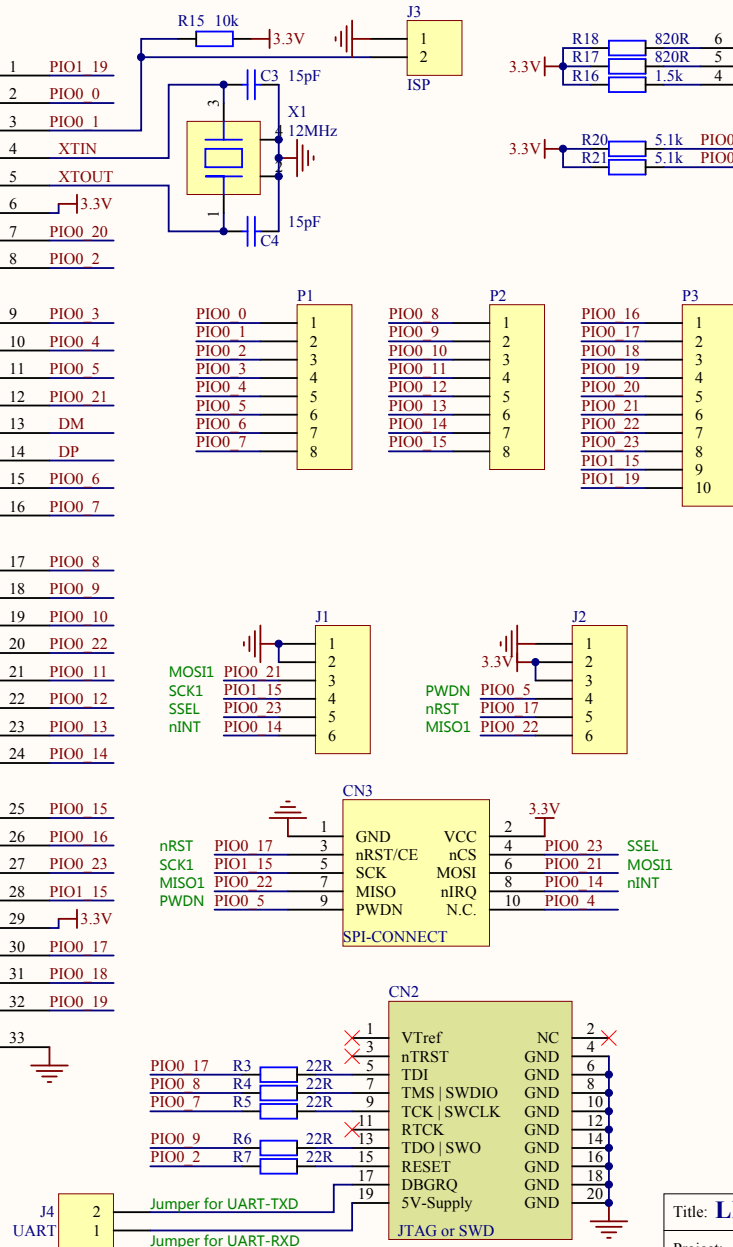 R15 10k
3.3V
J3
1
2
ISP
R18 820R 6
R17 820R 5
R16 1.5k 4
3.3V
R20 5.1k PIO0
R21 5.1k PIO0
3.3V
1 PIO1_19
2 PIO0_0
3 PIO0_1
4 XTIN
5 XTOUT
6 3.3V
7 PIO0_20
8 PIO0_2
C3 15pF
X1
12MHz
3
4
2
1
15pF
C4
9 PIO0_3
10 PIO0_4
11 PIO0_5
12 PIO0_21
13 DM
14 DP
15 PIO0_6
16 PIO0_7
P1
PIO0_0 1
PIO0_1 2
PIO0_2 3
PIO0_3 4
PIO0_4 5
PIO0_5 6
PIO0_6 7
PIO0_7 8
P2
PIO0_8 1
PIO0_9 2
PIO0_10 3
PIO0_11 4
PIO0_12 5
PIO0_13 6
PIO0_14 7
PIO0_15 8
P3
PIO0_16 1
PIO0_17 2
PIO0_18 3
PIO0_19 4
PIO0_20 5
PIO0_21 6
PIO0_22 7
PIO0_23 8
PIO1_15 9
PIO1_19 10
17 PIO0_8
18 PIO0_9
19 PIO0_10
20 PIO0_22
21 PIO0_11
22 PIO0_12
23 PIO0_13
24 PIO0_14
J1
1
2
MOSI1 PIO0_21 3
SCK1 PIO1_15 4
SSEL PIO0_23 5
nINT PIO0_14 6
J2
1
3.3V 2
3
PWDN PIO0_5 4
nRST PIO0_17 5
MISO1 PIO0_22 6
25 PIO0_15
26 PIO0_16
27 PIO0_23
28 PIO1_15
29 3.3V
30 PIO0_17
31 PIO0_18
32 PIO0_19
33
CN3
3.3V
1 GND VCC 2
nRST PIO0_17 3 nRST/CE nCS 4 PIO0_23 SSEL
SCK1 PIO1_15 5 SCK MOSI 6 PIO0_21 MOSI1
MISO1 PIO0_22 7 MISO nIRQ 8 PIO0_14 nINT
PWDN PIO0_5 9 PWDN N.C. 10 PIO0_4
SPI-CONNECT
CN2
1 VTref NC 2
3 nTRST GND 4
PIO0_17 R3 22R 5 TDI GND 6
PIO0_8 R4 22R 7 TMS | SWDIO GND 8
PIO0_7 R5 22R 9 TCK | SWCLK GND 10
11 RTCK GND 12
PIO0_9 R6 22R 13 TDO | SWO GND 14
PIO0_2 R7 22R 15 RESET GND 16
17 DBGRQ GND 18
19 5V-Supply GND 20
JTAG or SWD
J4
UART
2 Jumper for UART-TXD
1 Jumper for UART-RXD
Title: